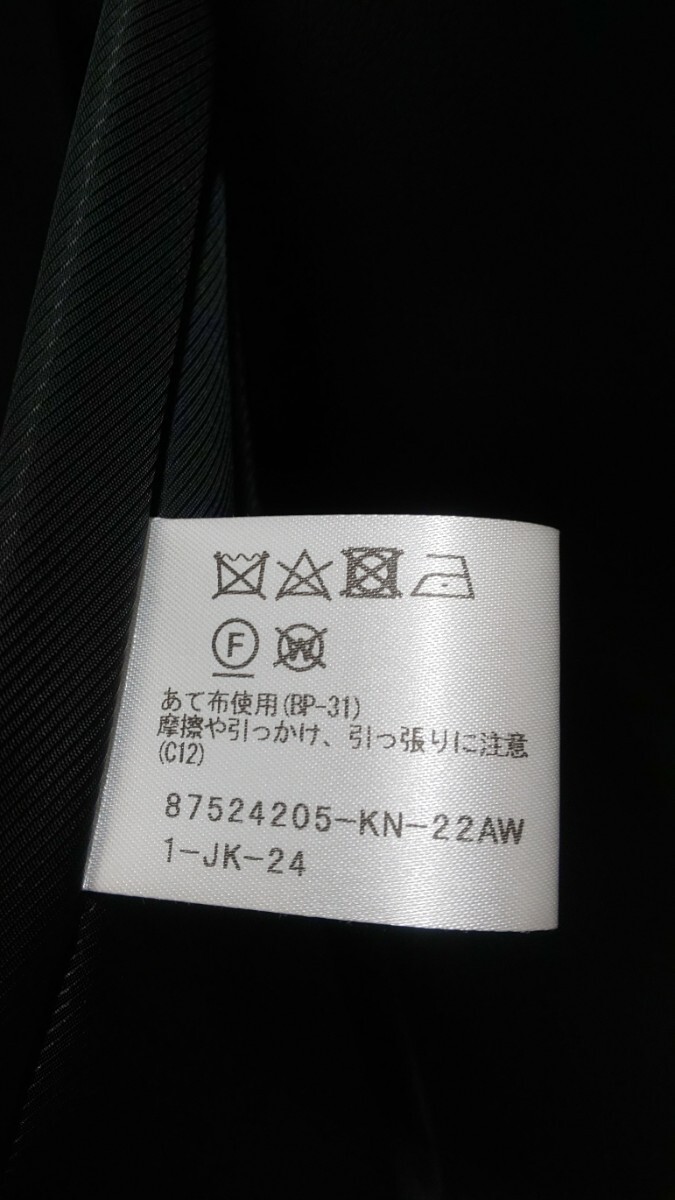 F W
あて布使用(BP-31)
摩擦や引っかけ、引っ張りに注意
(C12)
87524205-KN-22AW
1-JK-24